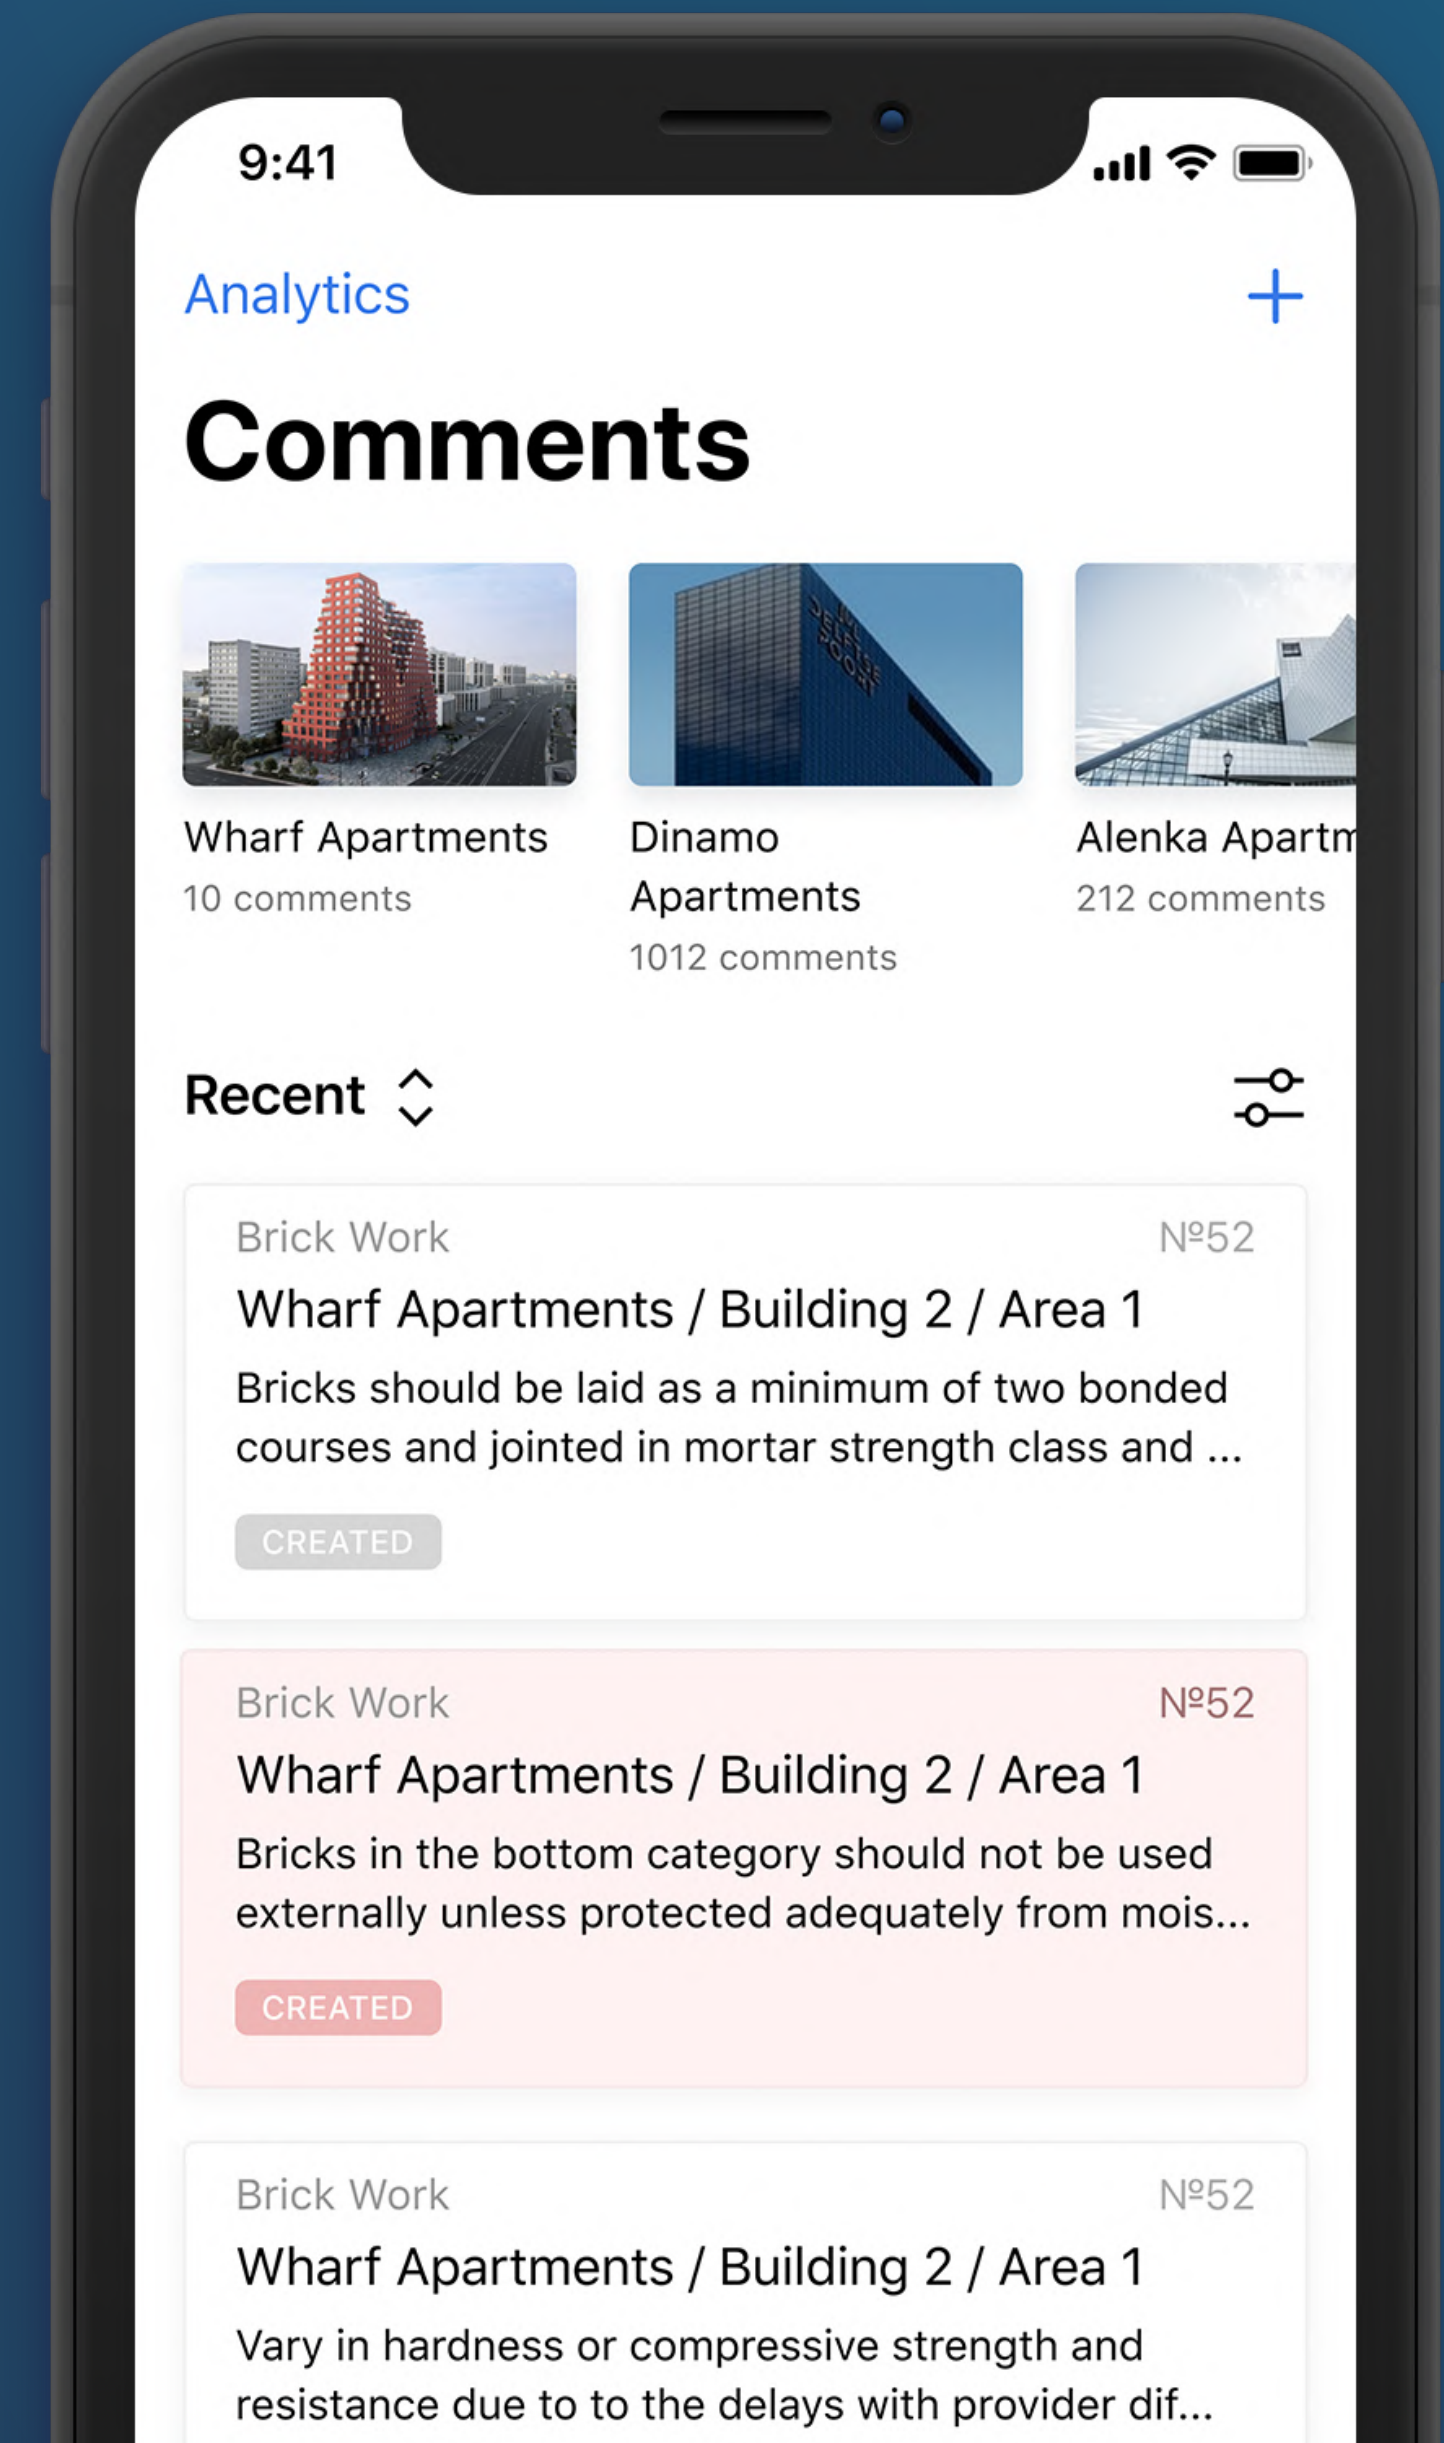 9:41
Analytics
Comments
Wharf Apartments
10 comments
Dinamo
Apartments
1012 comments
Alenka Apartm
212 comments
Recent
Brick Work
№52
Wharf Apartments / Building 2 / Area 1
Bricks should be laid as a minimum of two bonded
courses and jointed in mortar strength class and ...
CREATED
Brick Work
№52
Wharf Apartments / Building 2 / Area 1
Bricks in the bottom category should not be used
externally unless protected adequately from mois...
CREATED
Brick Work
№52
Wharf Apartments / Building 2 / Area 1
Vary in hardness or compressive strength and
resistance due to to the delays with provider dif...